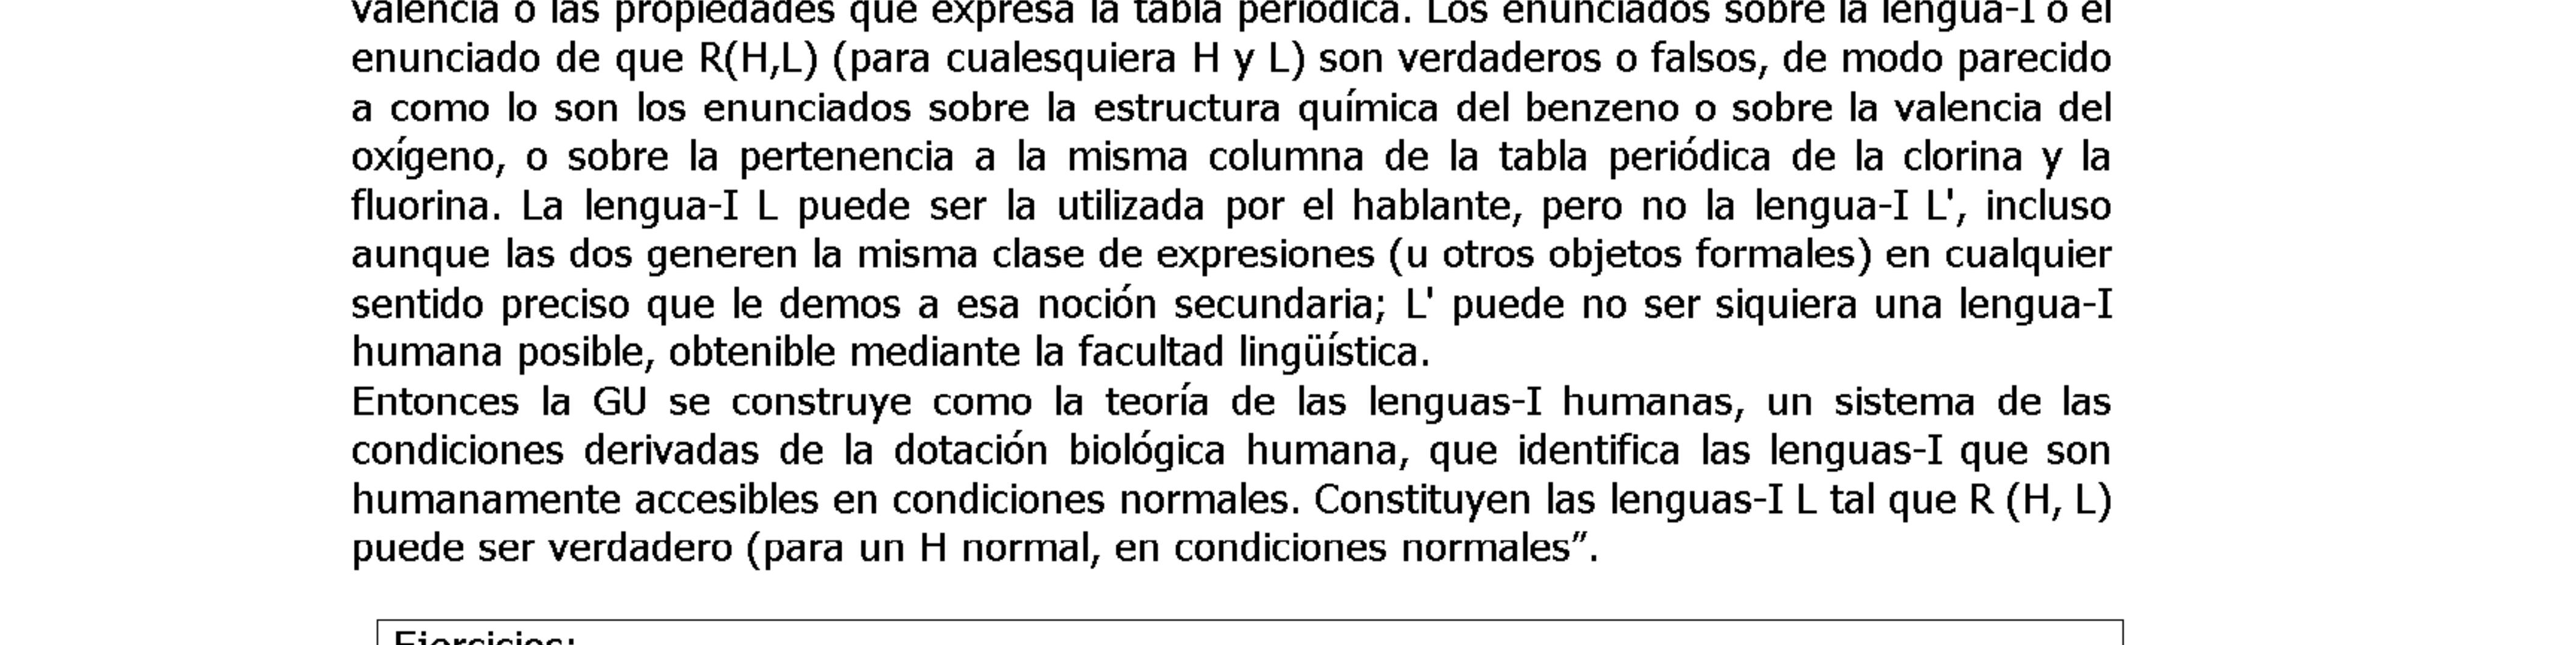 valencia o las propiedades que expresa la tabla periódica. Los enunciados sobre la lengua-I o el
enunciado de que R(H,L) (para cualesquiera H y L) son verdaderos o falsos, de modo parecido
a como lo son los enunciados sobre la estructura química del benzeno o sobre la valencia del
oxígeno, o sobre la pertenencia a la misma columna de la tabla periódica de la clorina y la
fluorina. La lengua-I L puede ser la utilizada por el hablante, pero no la lengua-I L', incluso
aunque las dos generen la misma clase de expresiones (u otros objetos formales) en cualquier
sentido preciso que le demos a esa noción secundaria; L' puede no ser siquiera una lengua-I
humana posible, obtenible mediante la facultad lingüística.
Entonces la GU se construye como la teoría de las lenguas-I humanas, un sistema de las
condiciones derivadas de la dotación biológica humana, que identifica las lenguas-I que son
humanamente accesibles en condiciones normales. Constituyen las lenguas-I L tal que R (H, L)
puede ser verdadero (para un H normal, en condiciones normales”.
Ejercicios: